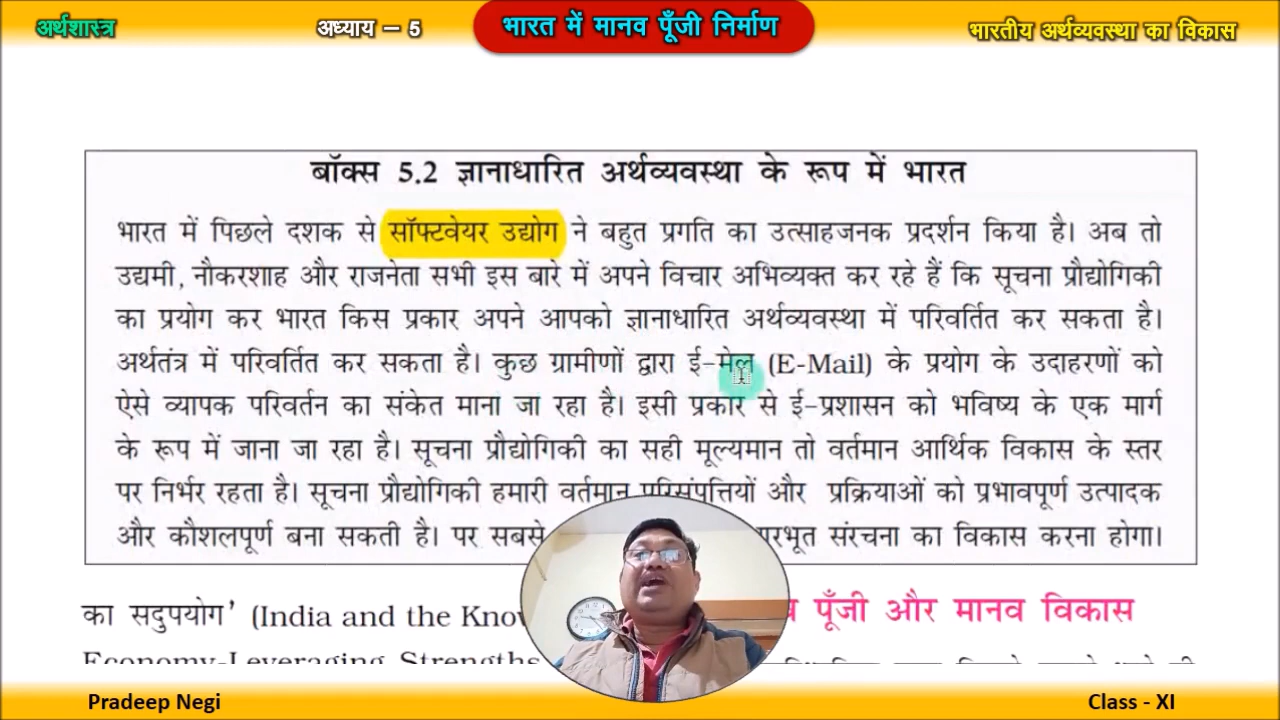 अर्थशास्त्र
अध्याय – 5
भारत में मानव पूँजी निर्माण
भारतीय अर्थव्यवस्था का विकास
बॉक्स 5.2 ज्ञानाधारित अर्थव्यवस्था के रूप में भारत
भारत में पिछले दशक से सॉफ्टवेयर उद्योग ने बहुत प्रगति का उत्साहजनक प्रदर्शन किया है। अब तो
उद्यमी, नौकरशाह और राजनेता सभी इस बारे में अपने विचार अभिव्यक्त कर रहे हैं कि सूचना प्रौद्योगिकी
का प्रयोग कर भारत किस प्रकार अपने आपको ज्ञानाधारित अर्थव्यवस्था में परिवर्तित कर सकता है।
अर्थतंत्र में परिवर्तित कर सकता है। कुछ ग्रामीणों द्वारा ई-मेल (E-Mail) के प्रयोग के उदाहरणों को
ऐसे व्यापक परिवर्तन का संकेत माना जा रहा है। इसी प्रकार से ई-प्रशासन को भविष्य के एक मार्ग
के रूप में जाना जा रहा है। सूचना प्रौद्योगिकी का सही मूल्यमान तो वर्तमान आर्थिक विकास के स्तर
पर निर्भर रहता है। सूचना प्रौद्योगिकी हमारी वर्तमान परिसंपत्तियों और प्रक्रियाओं को प्रभावपूर्ण उत्पादक
और कौशलपूर्ण बना सकती है। पर सबसे संरचना का विकास करना होगा।
का सदुपयोग' (India and the
पूँजी और मानव विकास
Economy-Leveraging Strengths
Pradeep Negi
Class - XI